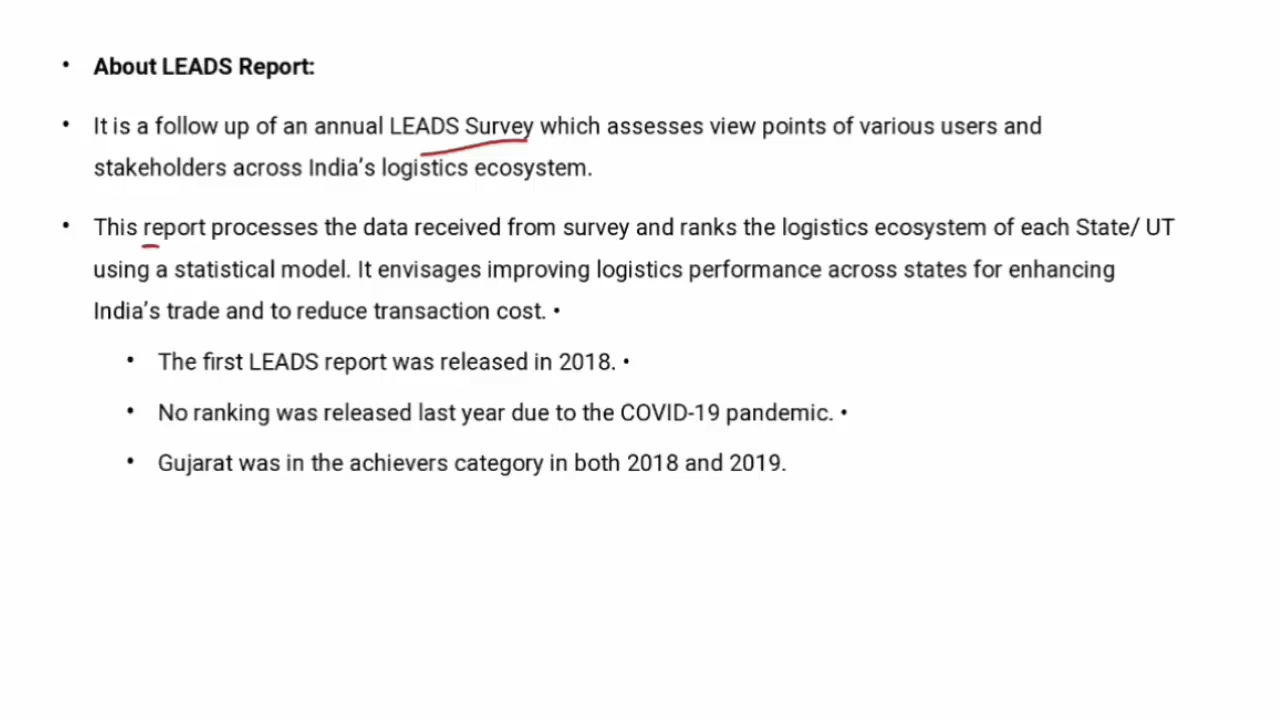 • About LEADS Report:
• It is a follow up of an annual LEADS Survey which assesses view points of various users and
stakeholders across India's logistics ecosystem.
• This report processes the data received from survey and ranks the logistics ecosystem of each State/ UT
using a statistical model. It envisages improving logistics performance across states for enhancing
India's trade and to reduce transaction cost. •
• The first LEADS report was released in 2018. •
• No ranking was released last year due to the COVID-19 pandemic. •
• Gujarat was in the achievers category in both 2018 and 2019.